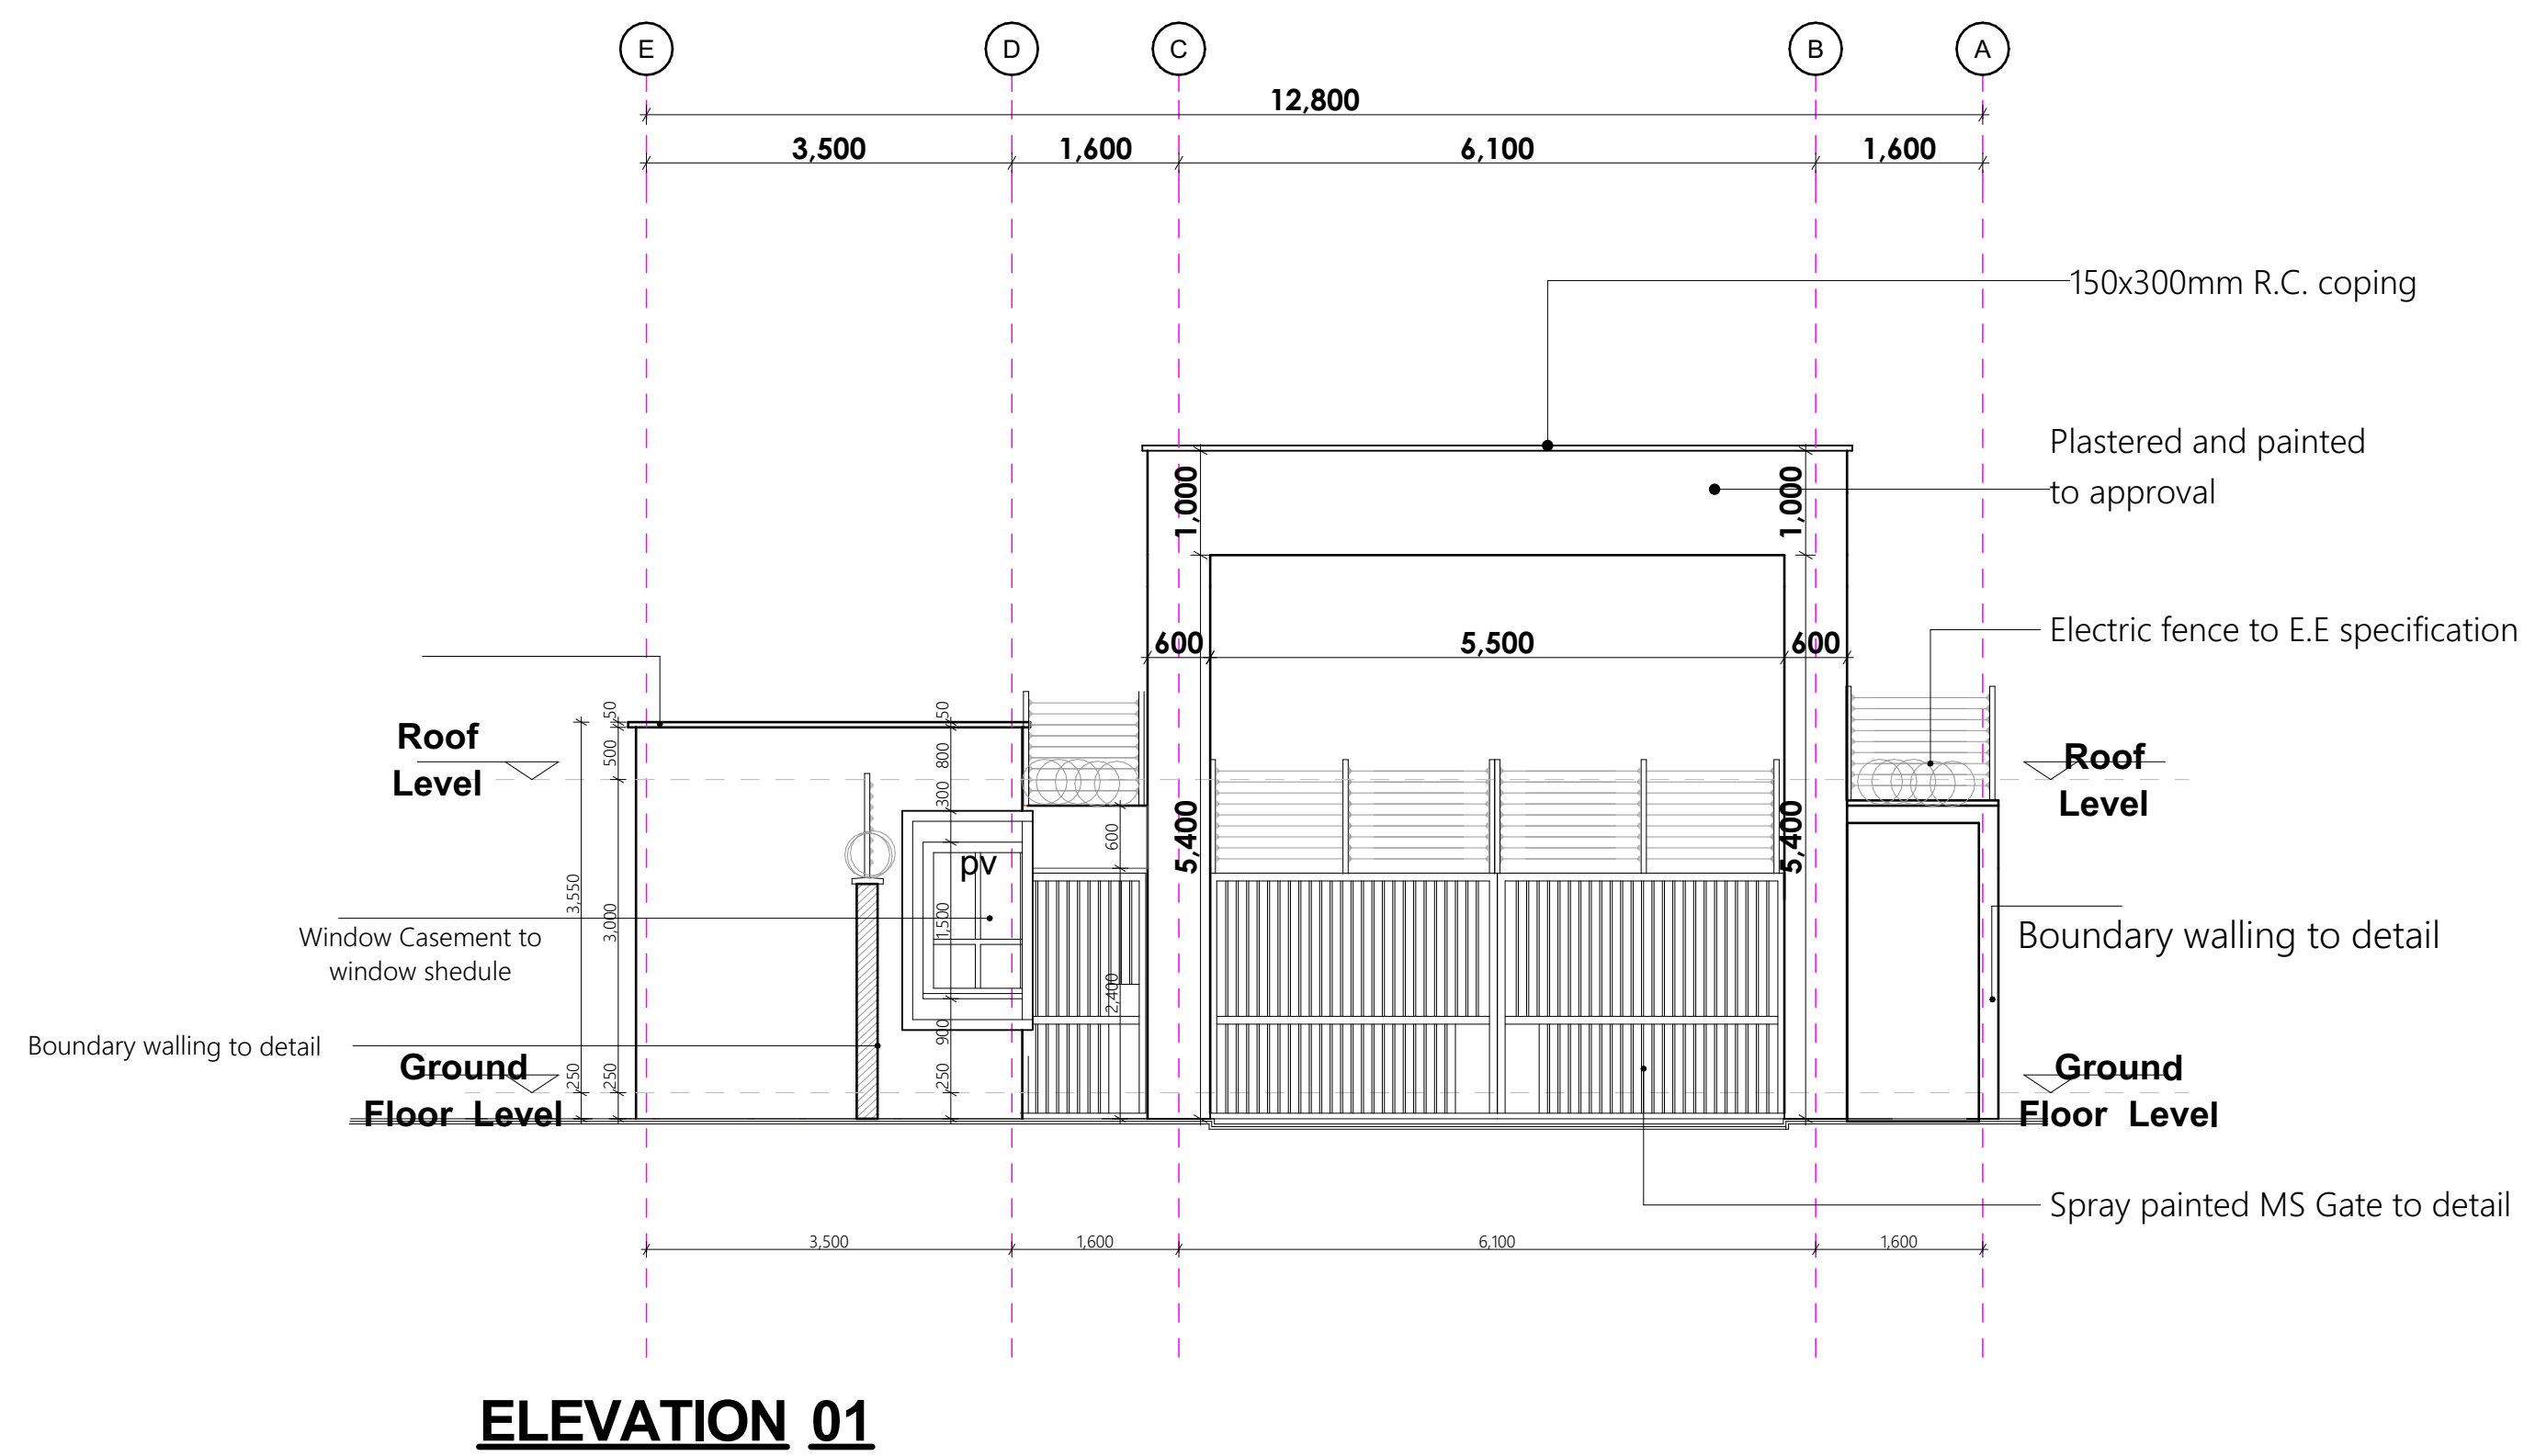 E
D
C
B
A
12,800
3,500
1,600
6,100
1,600
150x300mm R.C. coping
Plastered and painted
to approval
1,000
1,000
Electric fence to E.E specification
600
5,500
600
Roof
Level
50
500
50
800
300
Roof
Level
600
5,400
5,400
pv
3,550
3,000
1,500
Window Casement to
window shedule
Boundary walling to detail
2,400
900
Boundary walling to detail
Ground
Floor Level
250
250
250
Ground
Floor Level
Spray painted MS Gate to detail
3,500
1,600
6,100
1,600
ELEVATION 01